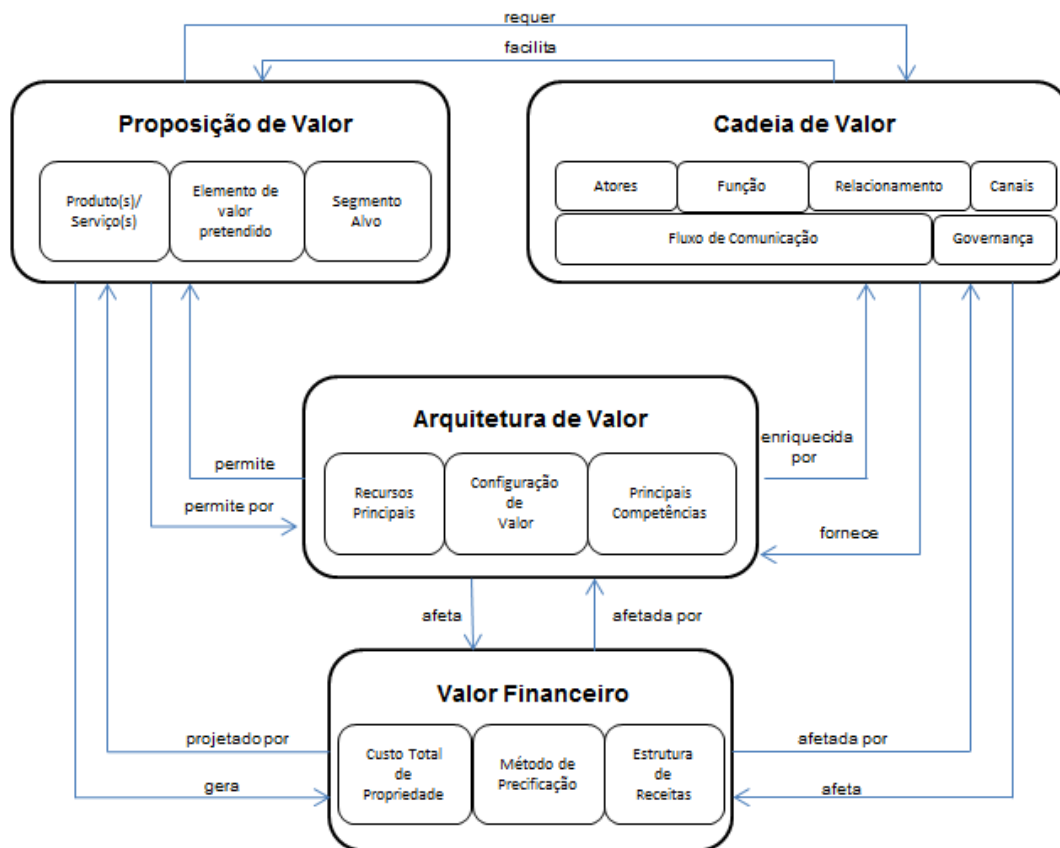 requer
facilita
Proposição de Valor
Produto(s)/
Serviço(s)
Elemento de
valor
pretendido
Segmento
Alvo
Cadeia de Valor
Atores
Função
Relacionamento
Canais
Fluxo de Comunicação
Governança
Arquitetura de Valor
Recursos
Principais
Configuração
de
Valor
Principais
Competências
permite
permite por
enriquecida
por
fornece
afeta
afetada por
Valor Financeiro
Custo Total
de
Propriedade
Método de
Precificação
Estrutura
de
Receitas
projetado por
gera
afetada por
afeta